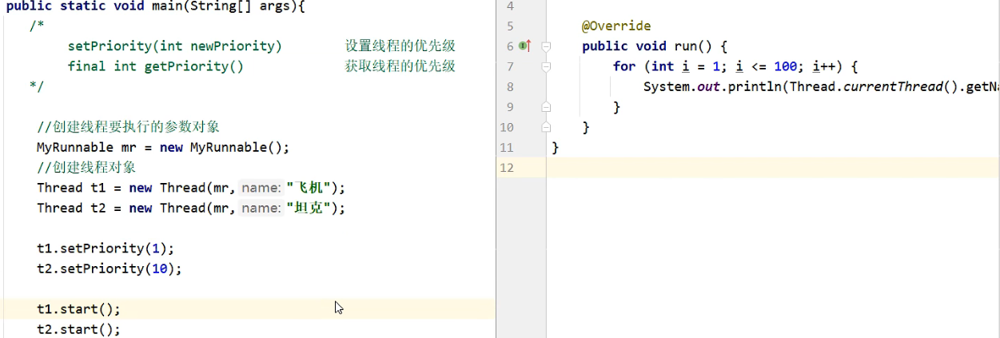 public static void main(String[] args){
/*
setPriority(int newPriority) 设置线程的优先级
final int getPriority() 获取线程的优先级
*/
//创建线程要执行的参数对象
MyRunnable mr = new MyRunnable();
//创建线程对象
Thread t1 = new Thread(mr, name: "飞机");
Thread t2 = new Thread(mr, name: "坦克");
t1.setPriority(1);
t2.setPriority(10);
t1.start();
t2.start();
4
5 @Override
6 public void run() {
7 for (int i = 1; i <= 100; i++) {
8 System.out.println(Thread.currentThread().getNa
9 }
10 }
11 }
12